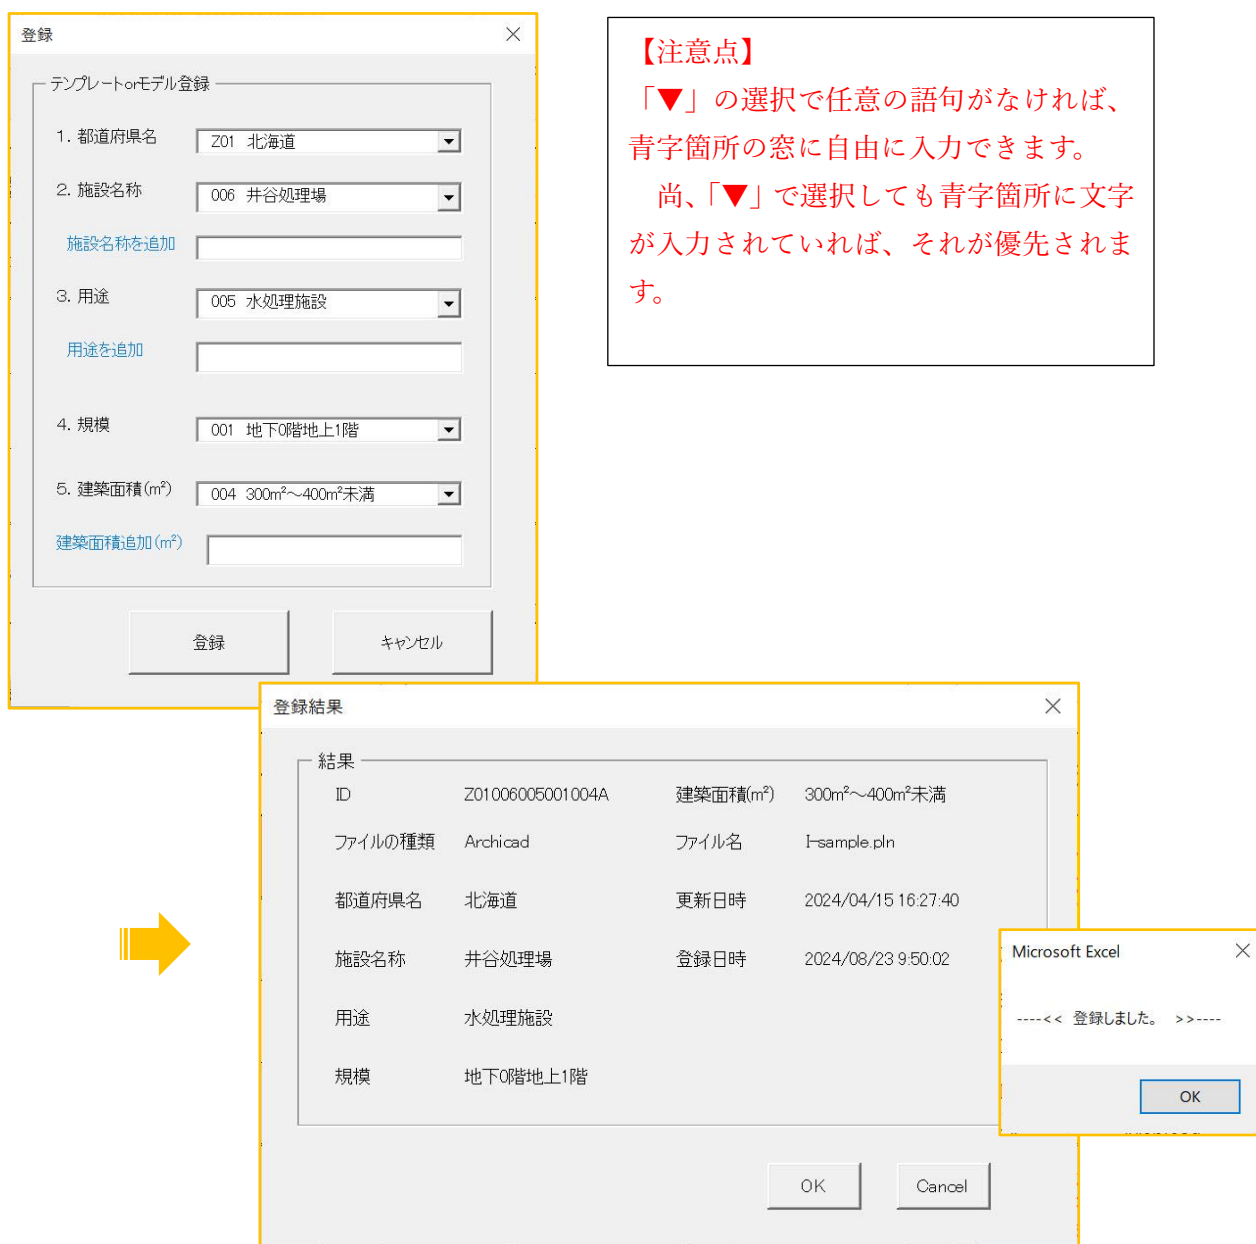 登録
テンプレートorモデル登録
1. 都道府県名
Z01 北海道
2. 施設名称
006 井谷処理場
施設名称を追加
3. 用途
005 水処理施設
用途を追加
4. 規模
001 地下0階地上1階
5. 建築面積(m²)
004 300m²～400m²未満
建築面積追加(m²)
登録
キャンセル
【注意点】
「▼」の選択で任意の語句がなければ、
青字箇所の窓に自由に入力できます。
尚、「▼」で選択しても青字箇所に文字
が入力されていれば、それが優先されま
す。
登録結果
結果
ID Z01006005001004A 建築面積(m²) 300m²～400m²未満
ファイルの種類 Archicad ファイル名 I-sample.pln
都道府県名 北海道 更新日時 2024/04/15 16:27:40
施設名称 井谷処理場 登録日時 2024/08/23 9:50:02
用途 水処理施設
規模 地下0階地上1階
OK Cancel
Microsoft Excel
----<< 登録しました。 >>----
OK